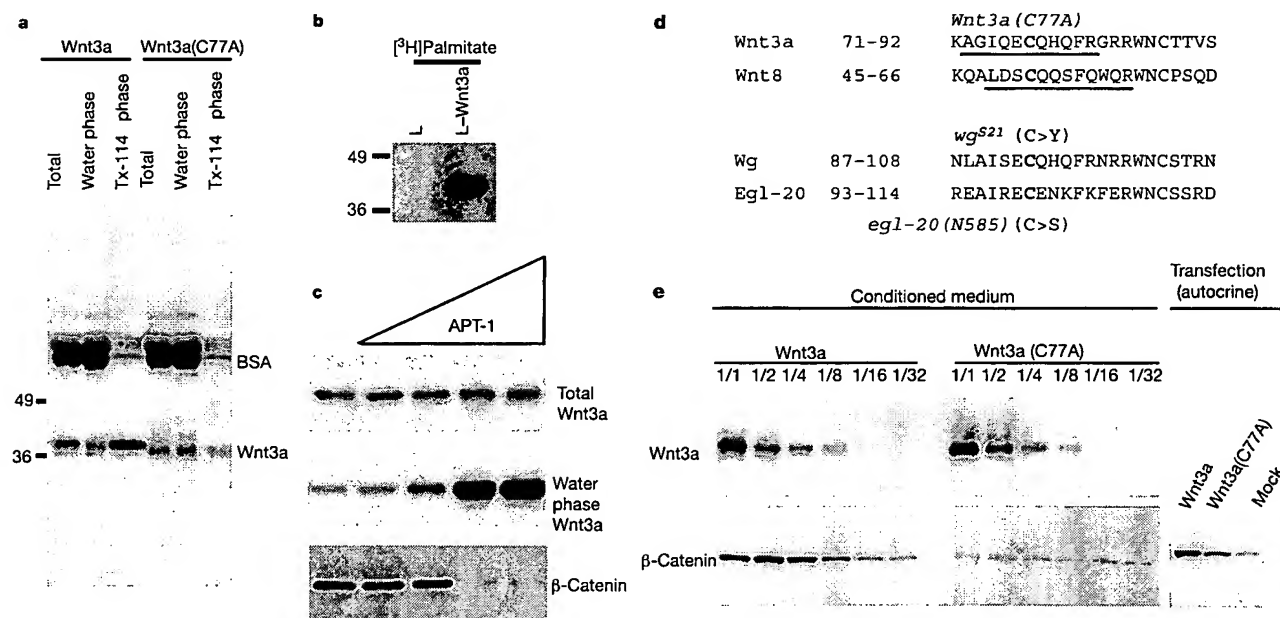 a
Wnt3a Wnt3a(C77A)
Total
Water phase
Tx-114 phase
Total
Water phase
Tx-114 phase
BSA
49
36
Wnt3a
b
[³H]Palmitate
L
L-Wnt3a
49
36
c
APT-1
Total
Wnt3a
Water
phase
Wnt3a
β-Catenin
d
Wnt3a (C77A)
Wnt3a 71-92 KAGIQECQHQFRGRRWNCTTVS
Wnt8 45-66 KQALDSCQQSFQWQRWNCPSQD
wgS21 (C>Y)
Wg 87-108 NLAISECQHQFRNRRWNCSTRN
Egl-20 93-114 REAIRECENKFKFERWNCSSRD
egl-20 (N585) (C>S)
e
Conditioned medium
Transfection
(autocrine)
Wnt3a Wnt3a (C77A)
1/1 1/2 1/4 1/8 1/16 1/32 1/1 1/2 1/4 1/8 1/16 1/32
Wnt3a
Wnt3a
Wnt3a(C77A)
Mock
β-Catenin